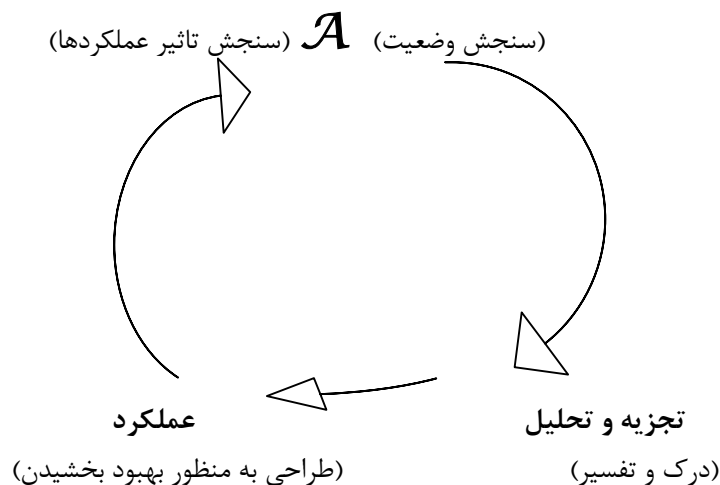 (سنجش وضعیت) A (سنجش تاثیر عملکردها)
تجزیه و تحلیل
(درک و تفسیر)
عملکرد
(طراحی به منظور بهبود بخشیدن)